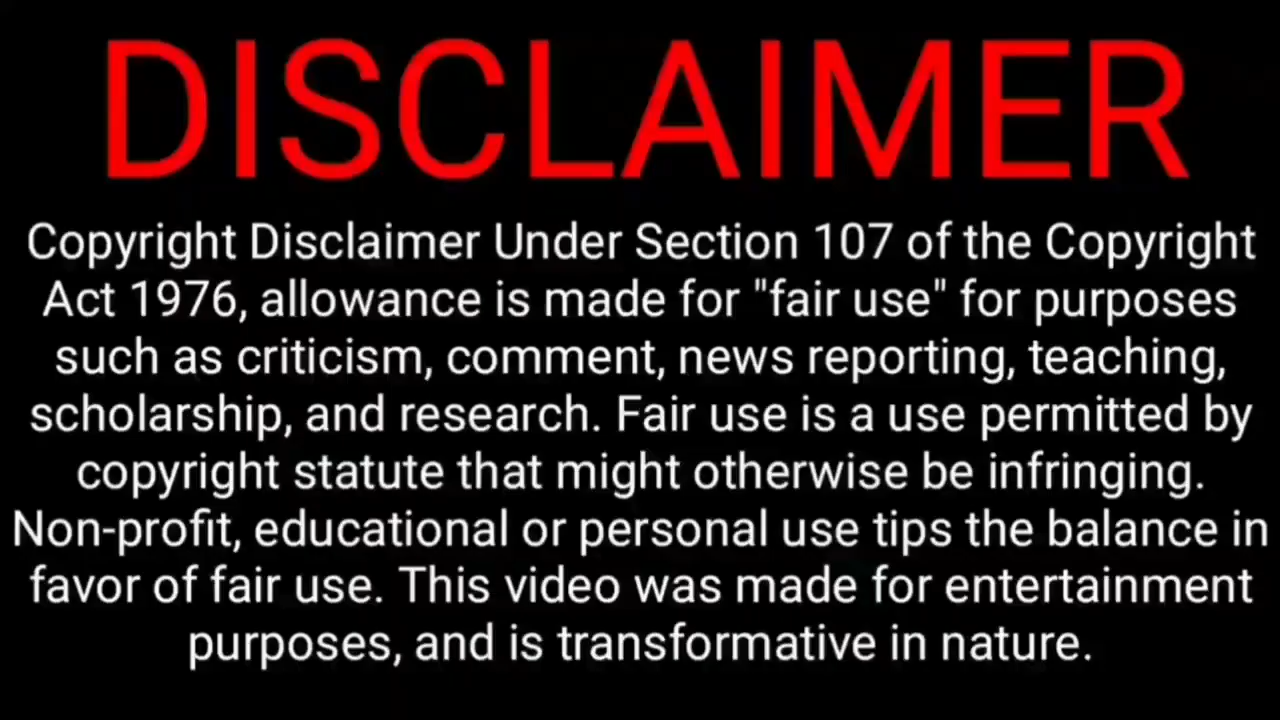 DISCLAIMER
Copyright Disclaimer Under Section 107 of the Copyright
Act 1976, allowance is made for "fair use" for purposes
such as criticism, comment, news reporting, teaching,
scholarship, and research. Fair use is a use permitted by
copyright statute that might otherwise be infringing.
Non-profit, educational or personal use tips the balance in
favor of fair use. This video was made for entertainment
purposes, and is transformative in nature.